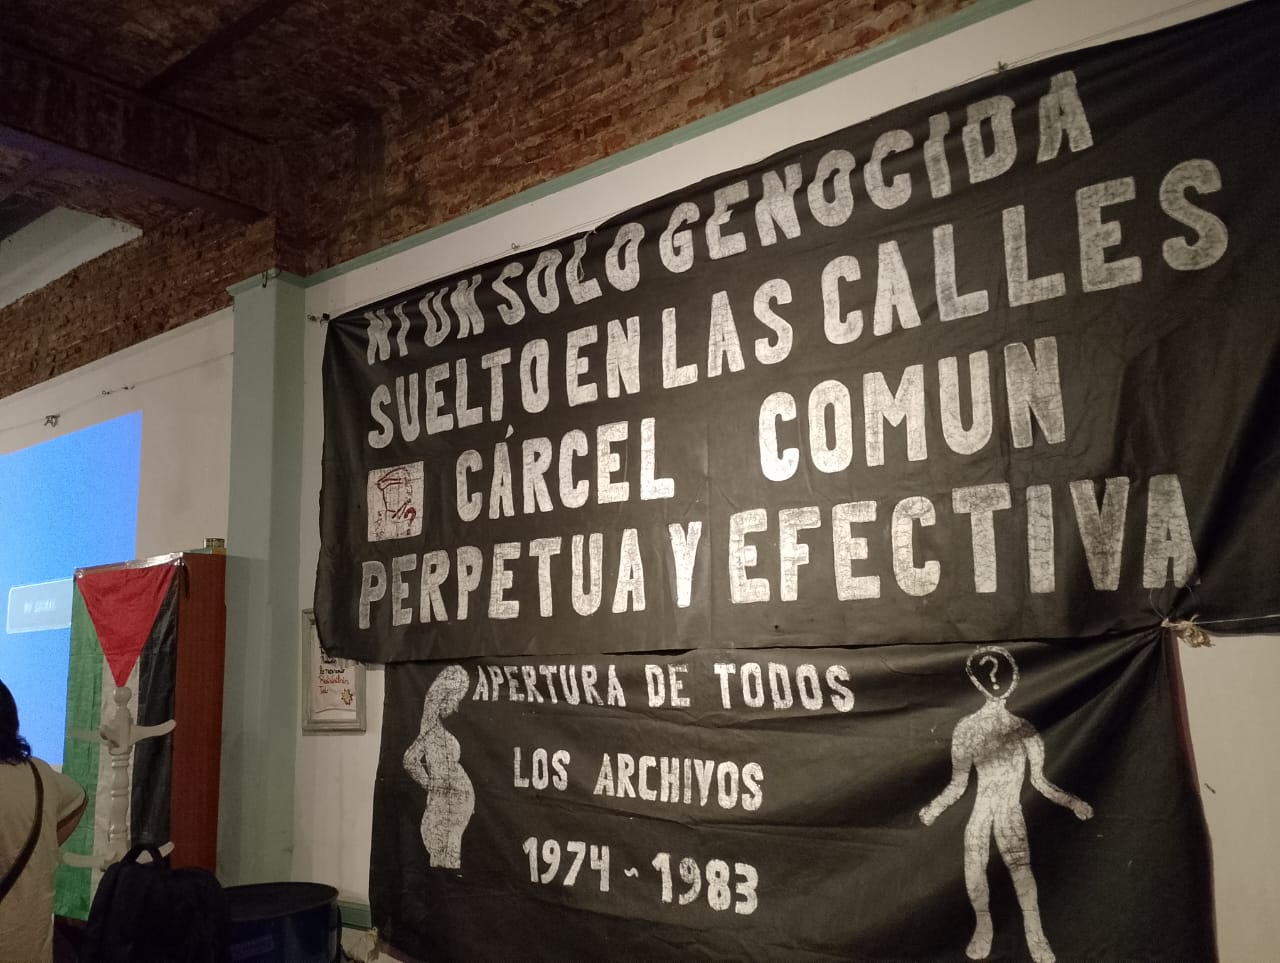 NI UN SOLO GENOCIDA
SUELTO EN LAS CALLES
CÁRCEL COMUN
PERPETUA Y EFECTIVA
APERTURA DE TODOS
LOS ARCHIVOS
1974 ~ 1983
?